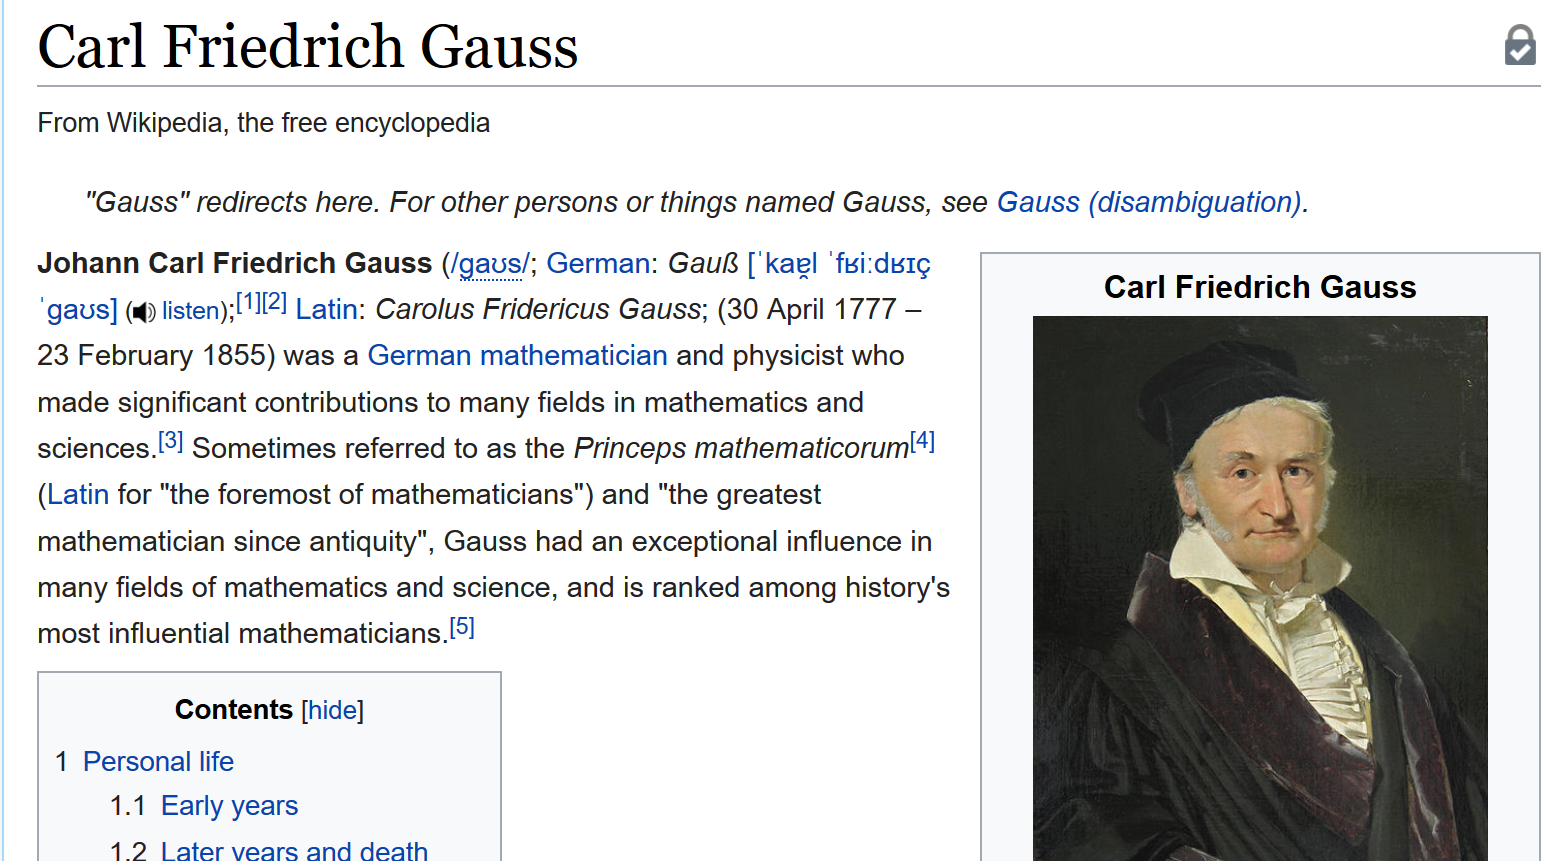 Carl Friedrich Gauss
From Wikipedia, the free encyclopedia
"Gauss" redirects here. For other persons or things named Gauss, see Gauss (disambiguation).
Johann Carl Friedrich Gauss (/ɡaʊs/; German: Gauß [ˈkaɐ̯l ˈfʁiːdʁɪç
ˈɡaʊs] (listen);[1][2] Latin: Carolus Fridericus Gauss; (30 April 1777 –
23 February 1855) was a German mathematician and physicist who
made significant contributions to many fields in mathematics and
sciences.[3] Sometimes referred to as the Princeps mathematicorum[4]
(Latin for "the foremost of mathematicians") and "the greatest
mathematician since antiquity", Gauss had an exceptional influence in
many fields of mathematics and science, and is ranked among history's
most influential mathematicians.[5]
Contents [hide]
1 Personal life
1.1 Early years
1.2 Later years and death
Carl Friedrich Gauss